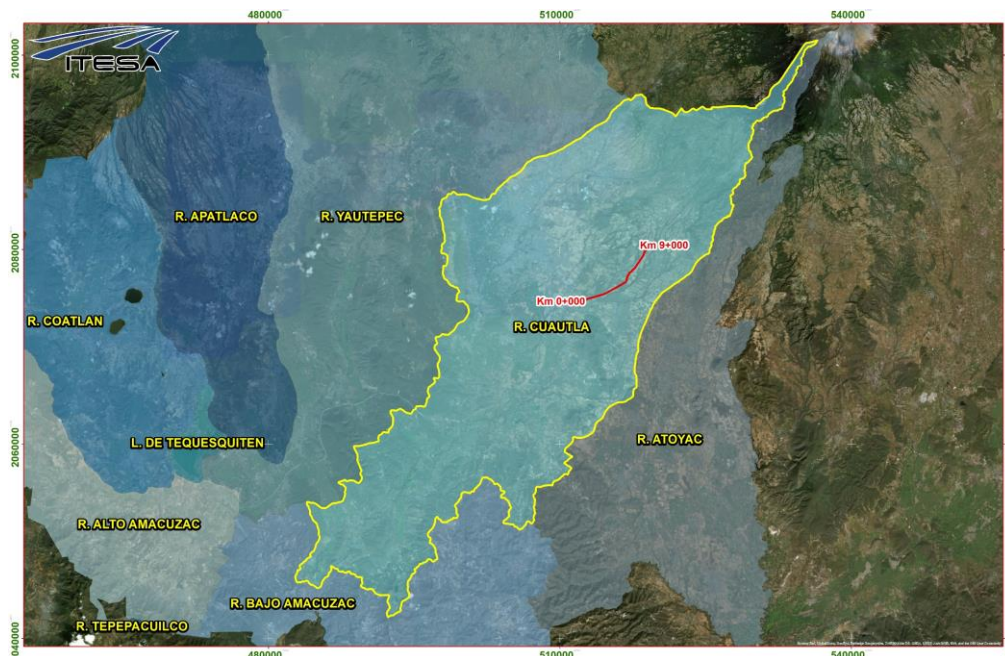 480000
510000
540000
2100000
ITESA
R. APATLACO
R. YAUTEPEC
2080000
Km 9+000
Km 0+000
R. COATLAN
R. CUAUTLA
L. DE TEQUESQUITEN
R. ATOYAC
2060000
R. ALTO AMACUZAC
R. BAJO AMACUZAC
R. TEPEPACUILCO
2040000
480000
510000
540000